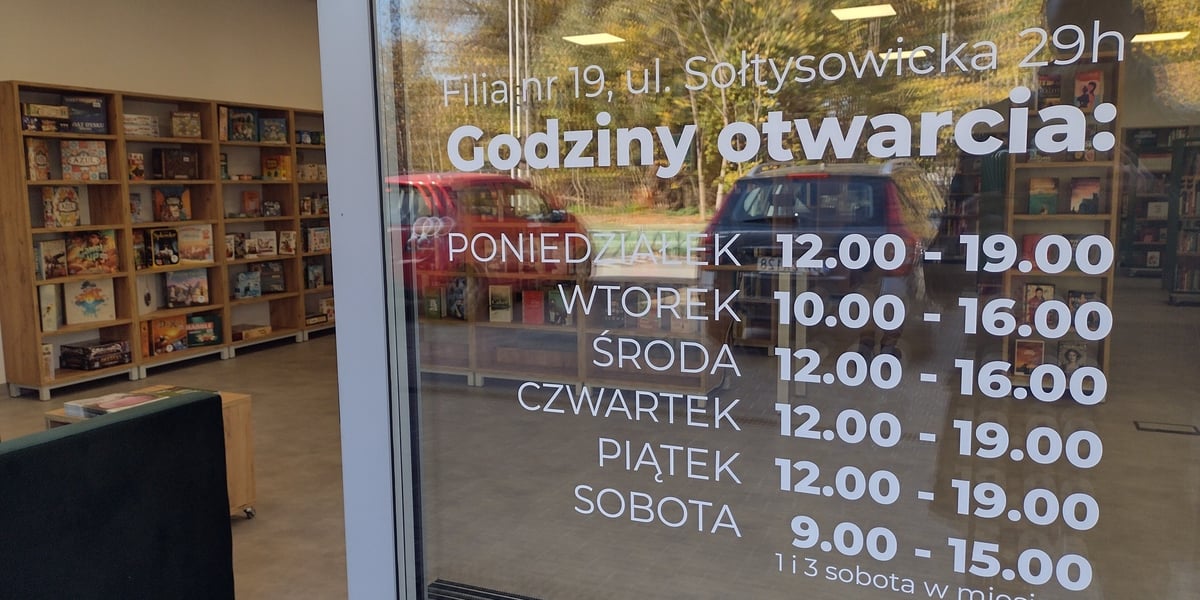 Filia nr 19, ul. Sołtysowicka 29h
Godziny otwarcia:
PONIEDZIAŁEK 12.00 - 19.00
WTOREK 10.00 - 16.00
ŚRODA 12.00 - 16.00
CZWARTEK 12.00 - 19.00
PIĄTEK 12.00 - 19.00
SOBOTA 9.00 - 15.00
1 i 3 sobota w
AZUL